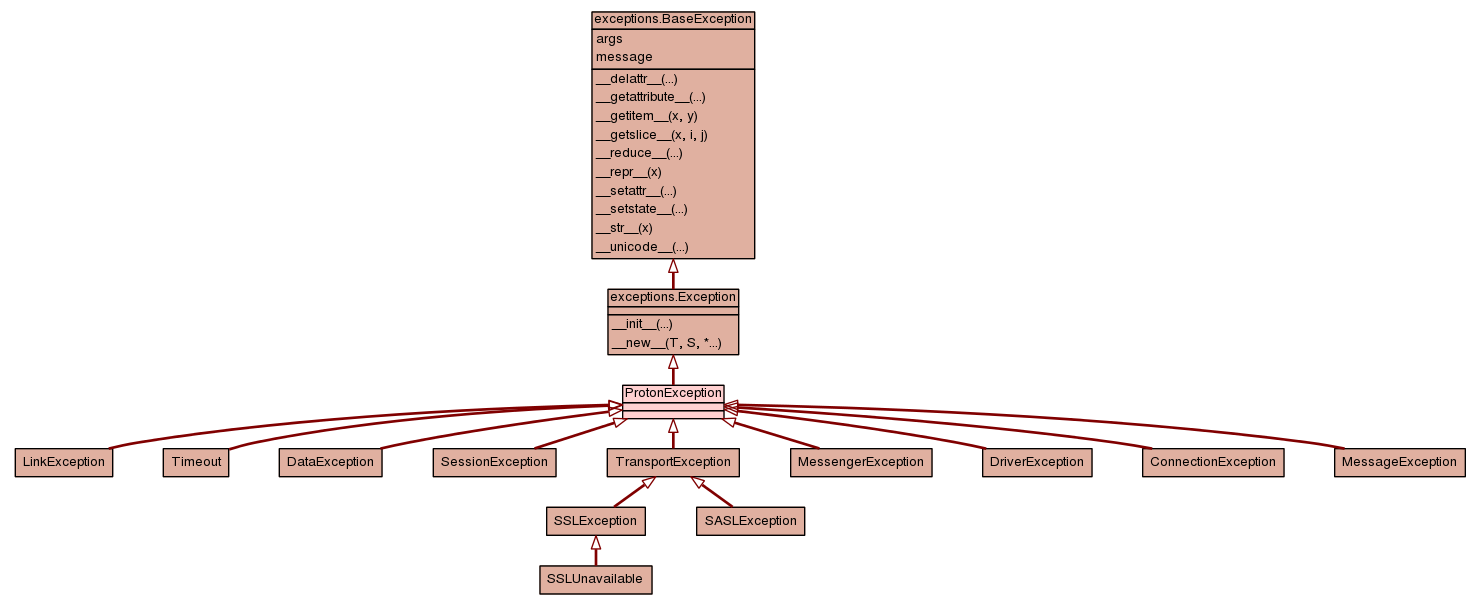 exceptions.BaseException
args
message
__delattr__(...)
__getattribute__(...)
__getitem__(x, y)
__getslice__(x, i, j)
__reduce__(...)
__repr__(x)
__setattr__(...)
__setstate__(...)
__str__(x)
__unicode__(...)
exceptions.Exception
__init__(...)
__new__(T, S, *...)
ProtonException
LinkException
Timeout
DataException
SessionException
TransportException
MessengerException
DriverException
ConnectionException
MessageException
SSLException
SASLException
SSLUnavailable